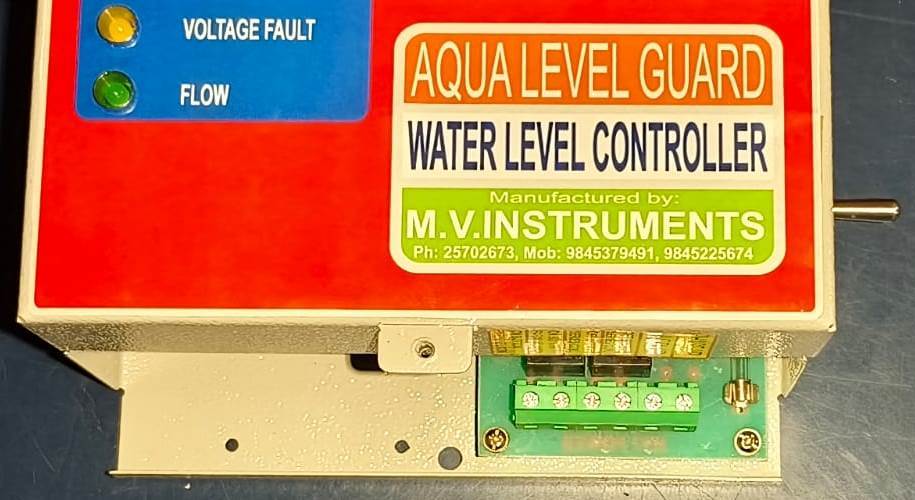 VOLTAGE FAULT
FLOW
AQUA LEVEL GUARD
WATER LEVEL CONTROLLER
Manufactured by:
M.V.INSTRUMENTS
Ph: 25702673, Mob: 9845379491, 9845225674